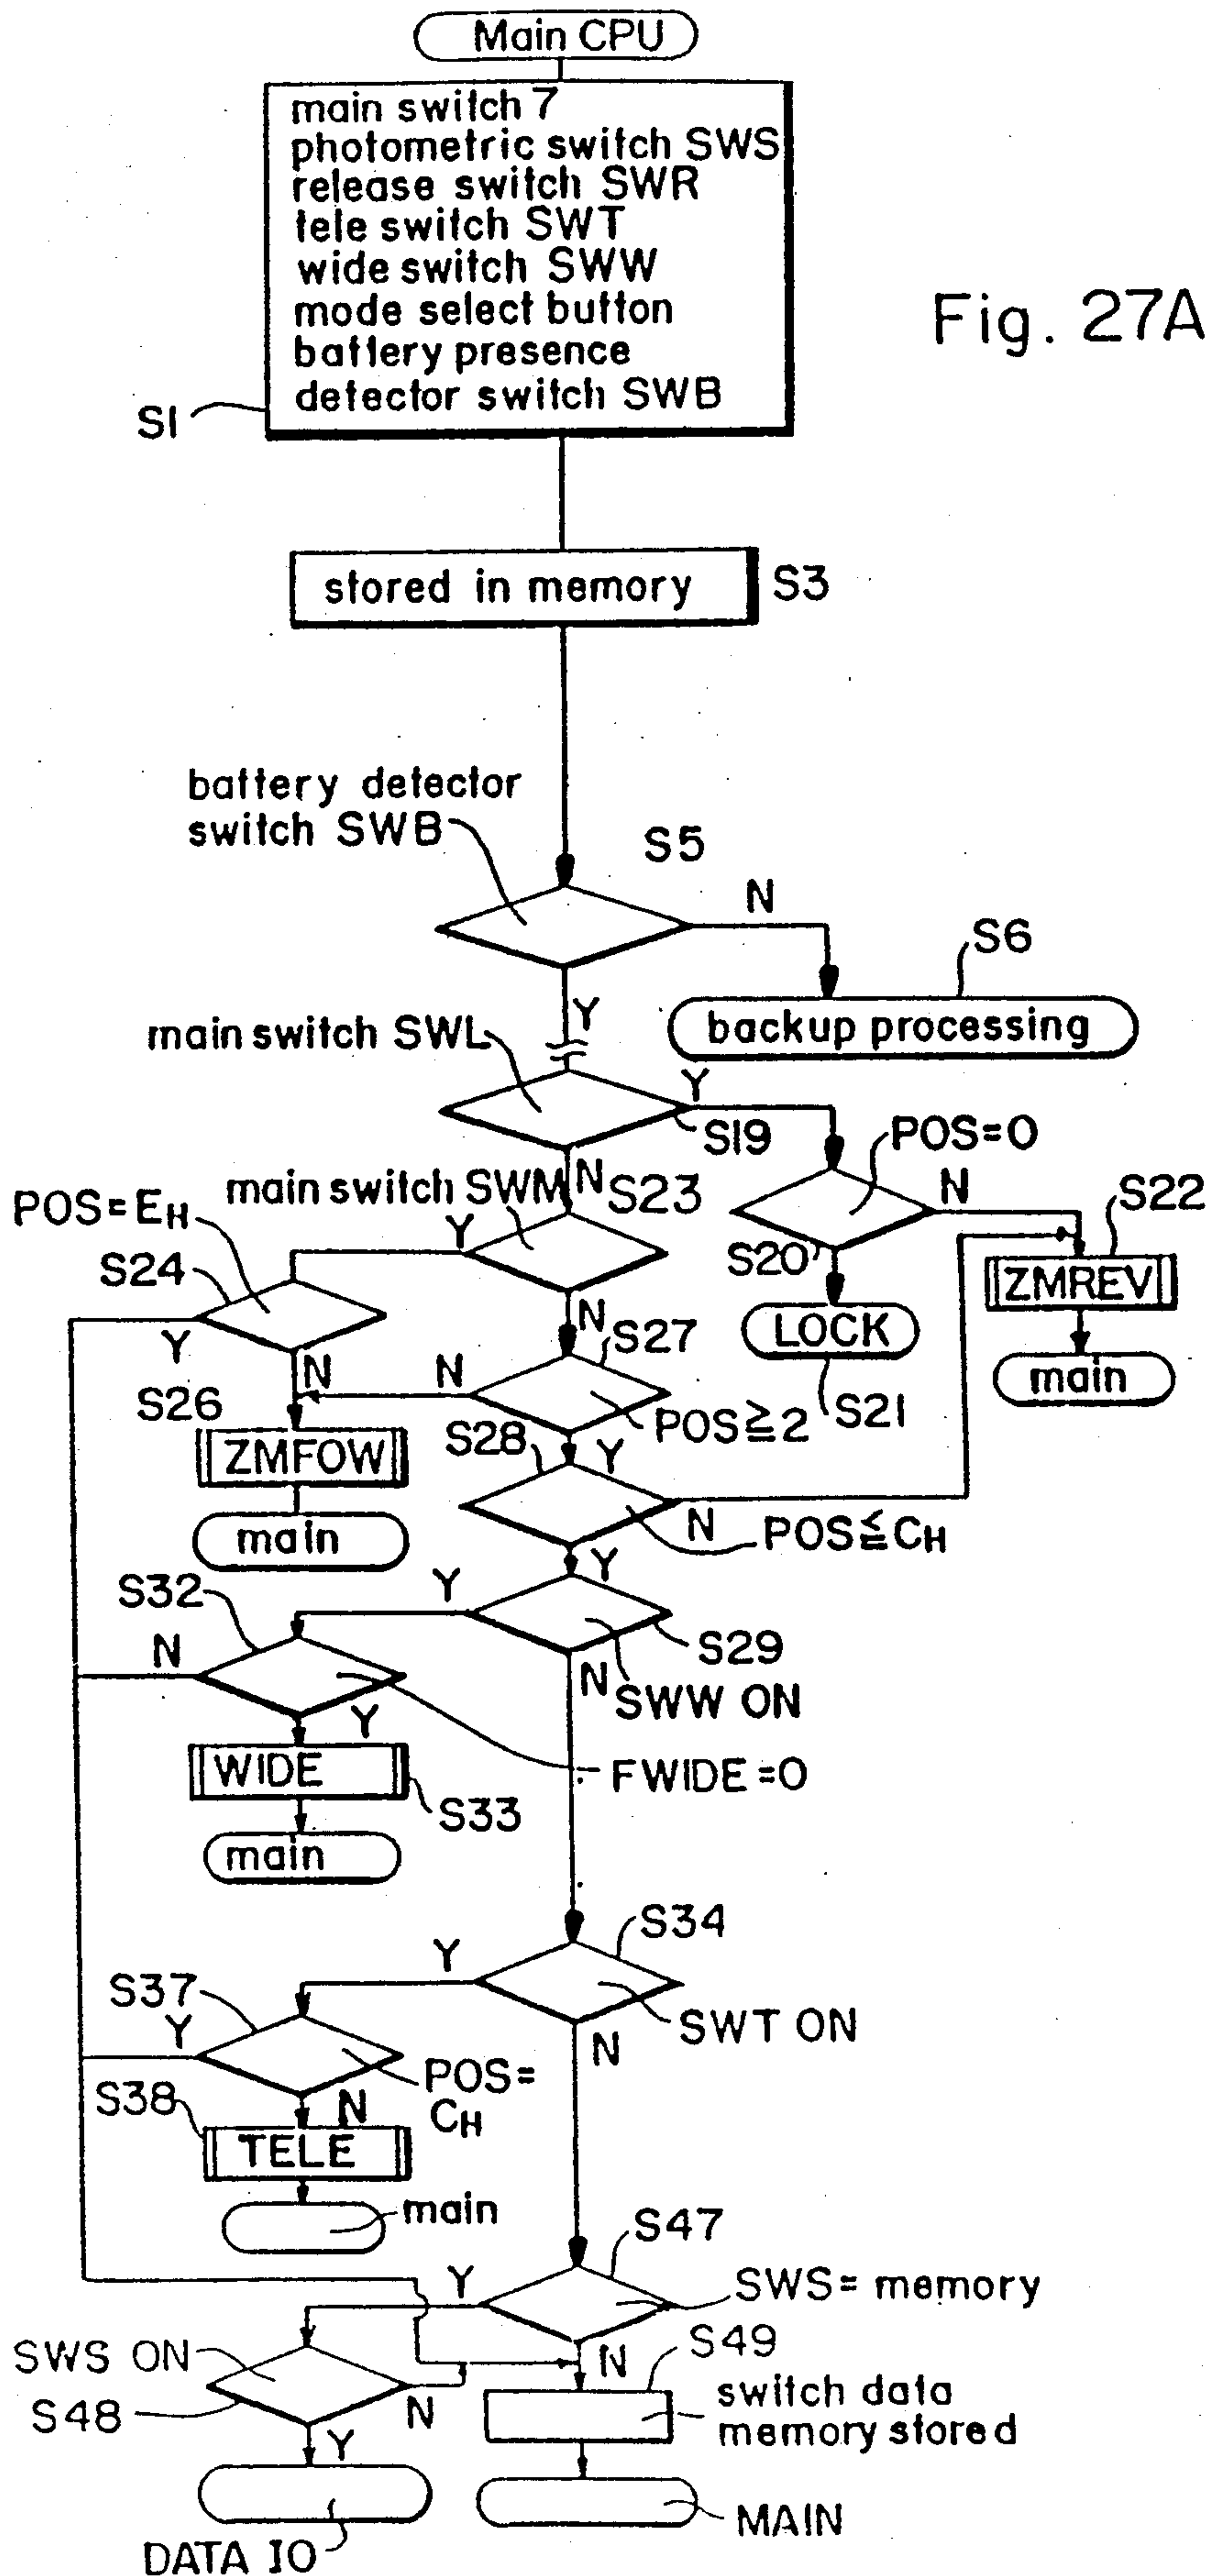 Main CPU
main switch 7
photometric switch SWS
release switch SWR
tele switch SWT
wide switch SWW
mode select button
battery presence
detector switch SWB
S1
Fig. 27A
stored in memory
S3
battery detector
switch SWB
S5
N
S6
Y
backup processing
main switch SWL
Y
S19
POS=0
N
main switch SWM
S23
N
S22
POS=EH
Y
S24
S20
ZMREV
N
S27
LOCK
Y
N
N
main
S26
POS≧2
S21
S28
Y
ZMFOW
N
POS≦CH
main
Y
Y
S32
S29
N
N
SWW ON
Y
WIDE
FWIDE=0
S33
main
S34
Y
S37
SWT ON
Y
N
POS=
CH
S38
N
TELE
main
S47
Y
SWS=memory
S49
SWS ON
N
switch data
memory stored
S48
N
Y
MAIN
DATA IO